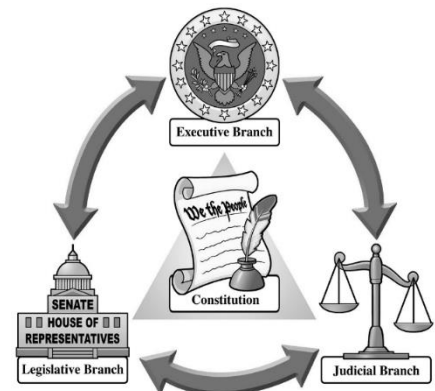 Executive Branch
We the People
Constitution
SENATE
HOUSE OF
REPRESENTATIVES
Legislative Branch
Judicial Branch